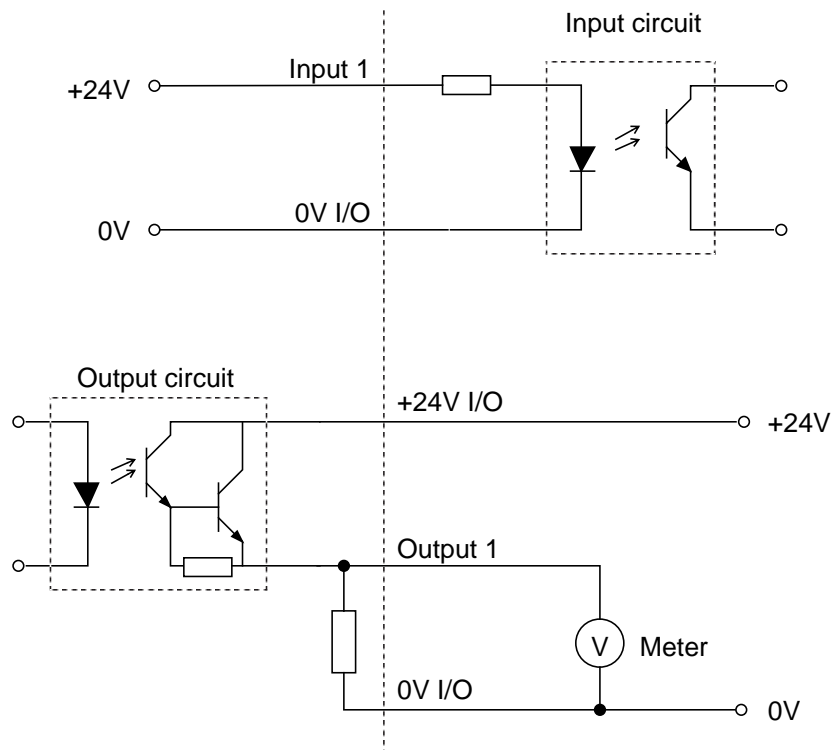 Input circuit
Input 1
+24V
0V I/O
0V
Output circuit
+24V I/O
+24V
Output 1
V
Meter
0V I/O
0V